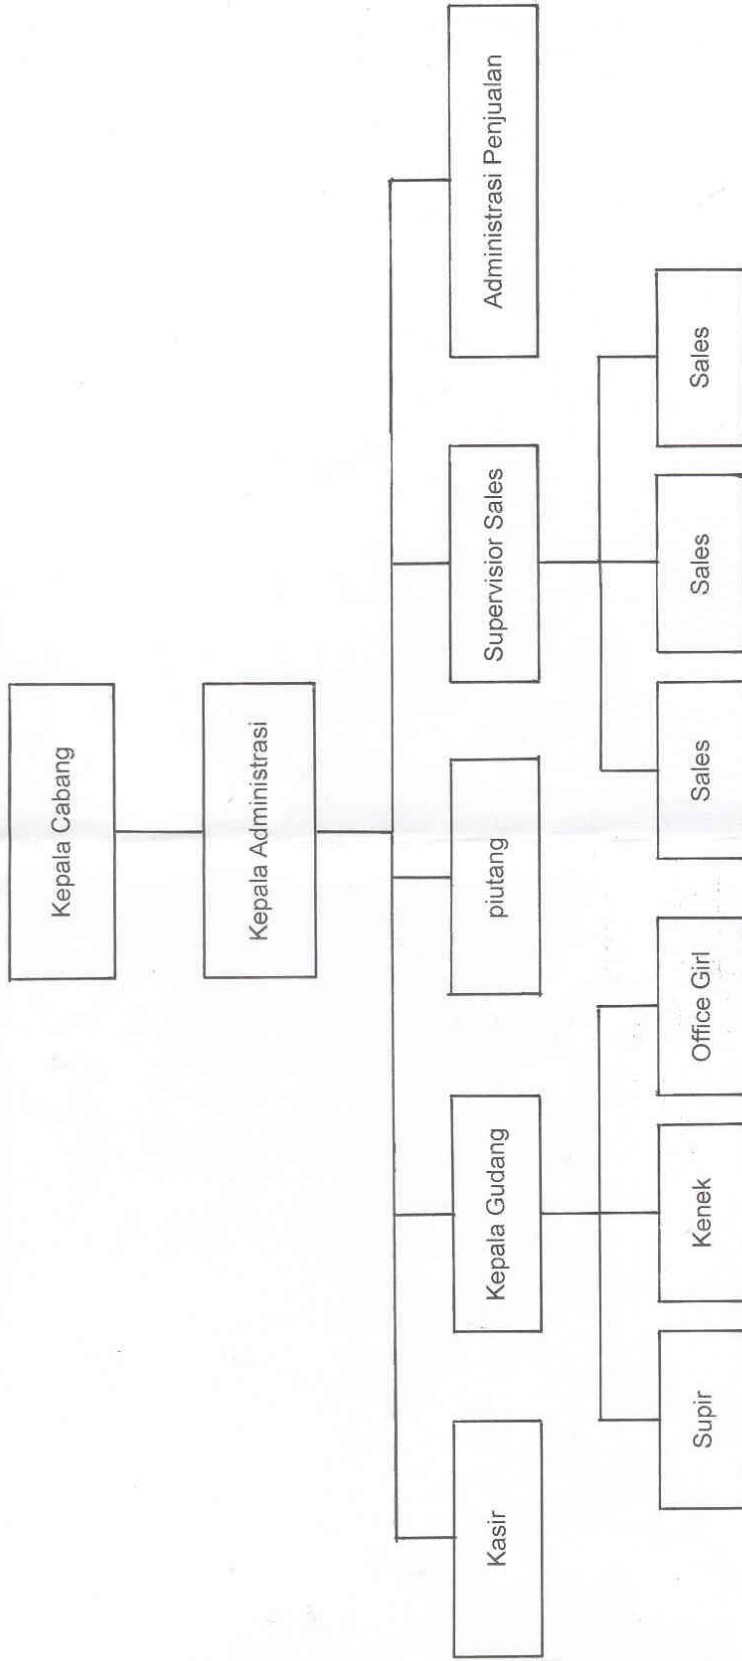 Kepala Cabang
Kepala Administrasi
Kasir
Kepala Gudang
piutang
Supervisior Sales
Administrasi Penjualan
Supir
Kenek
Office Girl
Sales
Sales
Sales